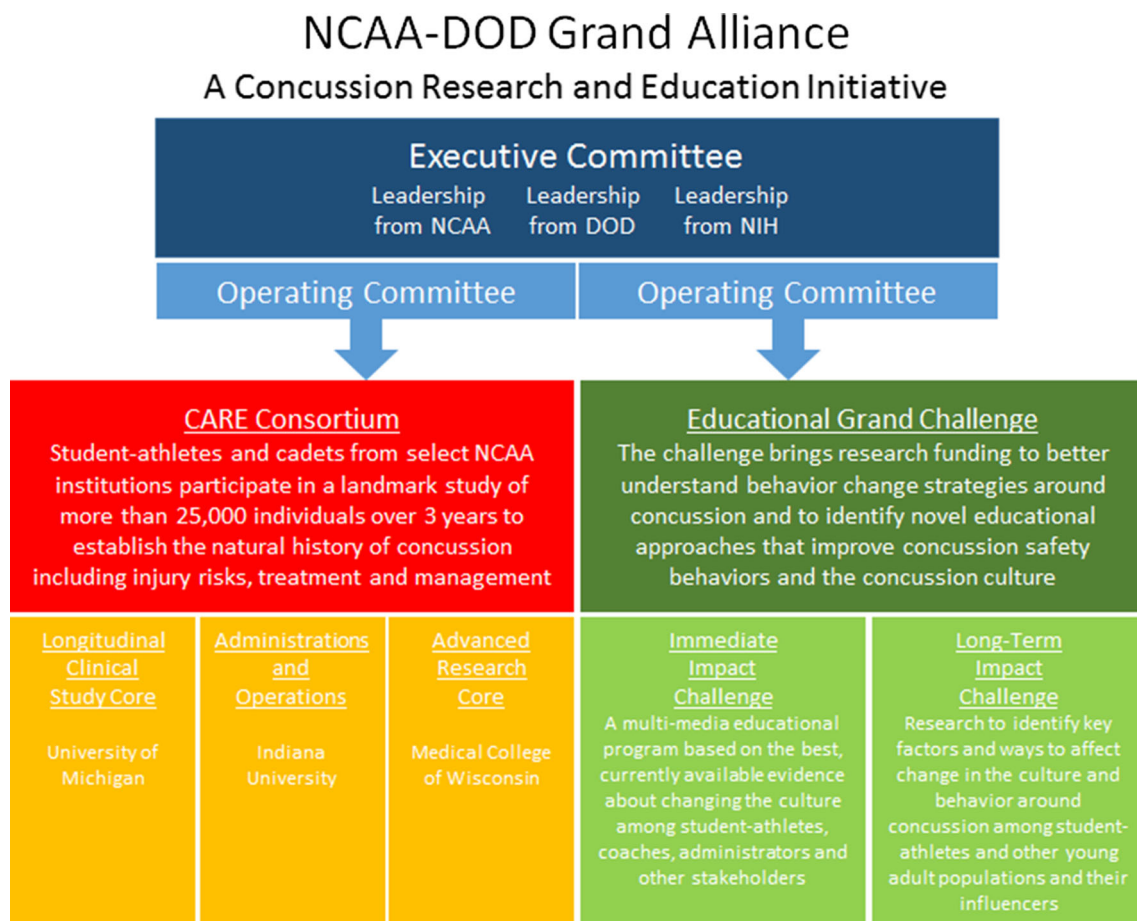 NCAA-DOD Grand Alliance
A Concussion Research and Education Initiative
Executive Committee
Leadership
from NCAA
Leadership
from DOD
Leadership
from NIH
Operating Committee
Operating Committee
CARE Consortium
Student-athletes and cadets from select NCAA
institutions participate in a landmark study of
more than 25,000 individuals over 3 years to
establish the natural history of concussion
including injury risks, treatment and management
Educational Grand Challenge
The challenge brings research funding to better
understand behavior change strategies around
concussion and to identify novel educational
approaches that improve concussion safety
behaviors and the concussion culture
Longitudinal
Clinical
Study Core
University of
Michigan
Administrations
and
Operations
Indiana
University
Advanced
Research
Core
Medical College
of Wisconsin
Immediate
Impact
Challenge
A multi-media educational
program based on the best,
currently available evidence
about changing the culture
among student-athletes,
coaches, administrators and
other stakeholders
Long-Term
Impact
Challenge
Research to identify key
factors and ways to affect
change in the culture and
behavior around
concussion among student-
athletes and other young
adult populations and their
influencers